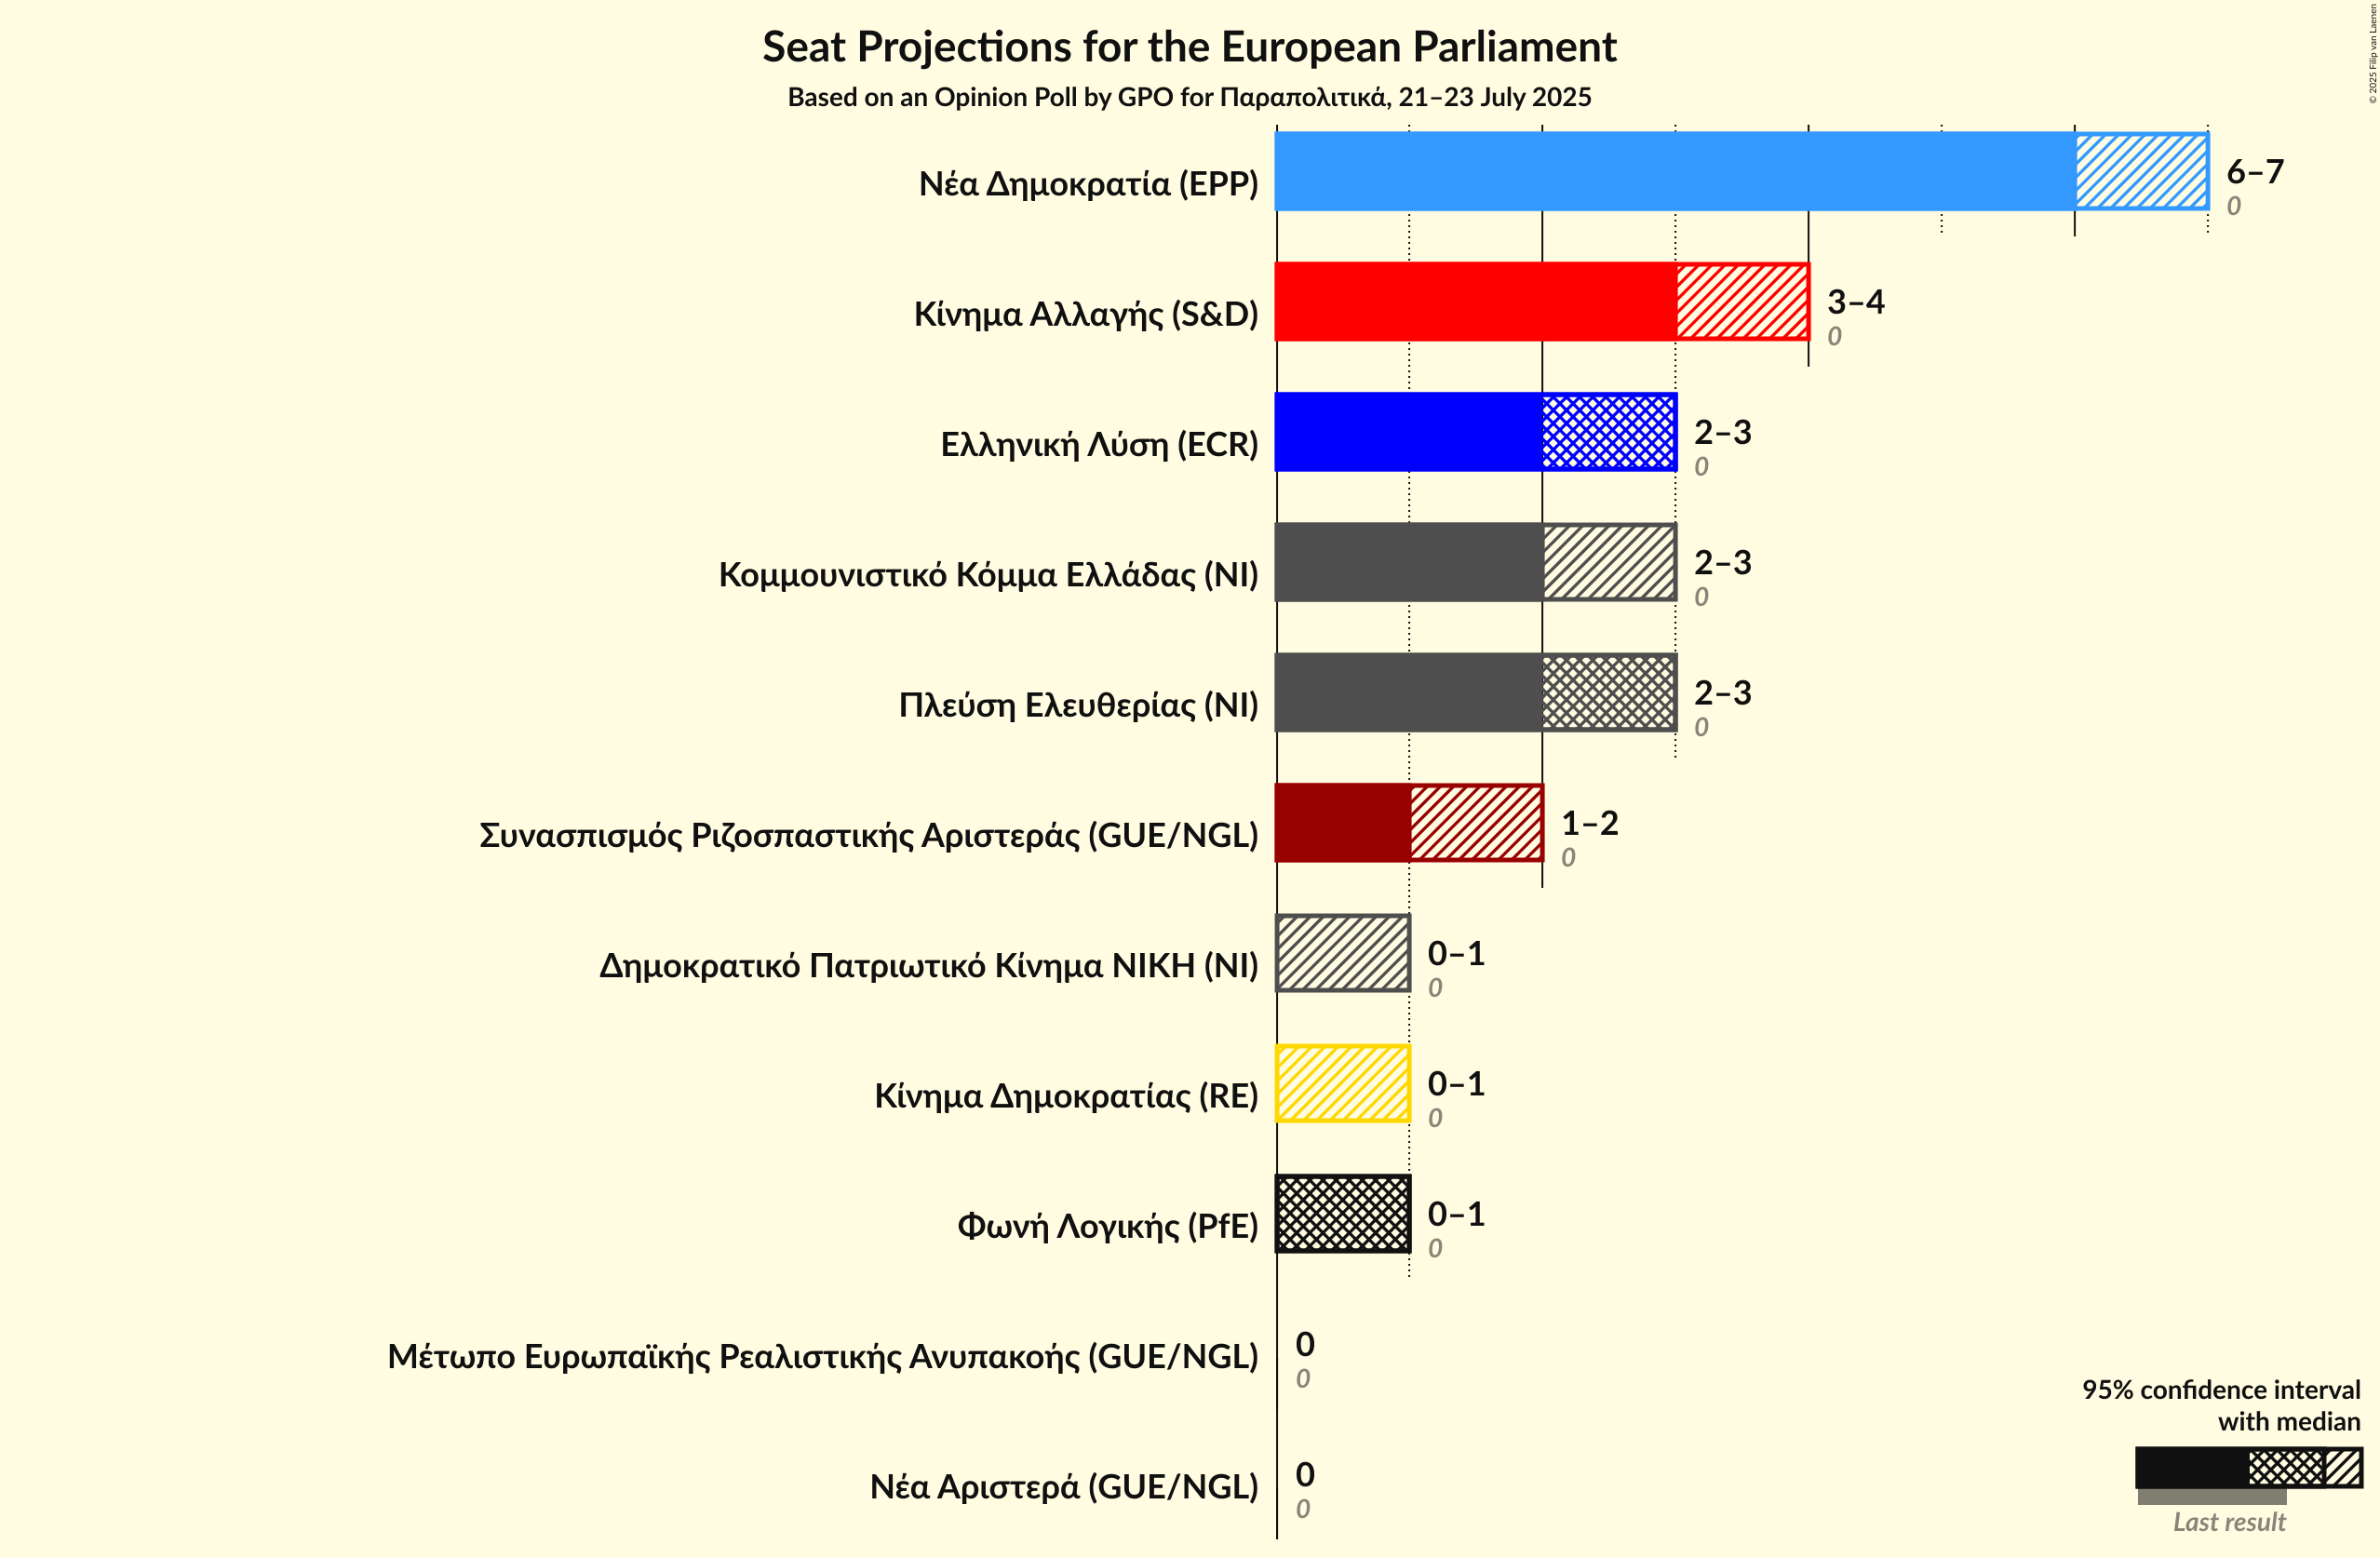 Seat Projections for the European Parliament
Based on an Opinion Poll by GPO for Παραπολιτικά, 21–23 July 2025
© 2025 Filip van Laenen
Νέα Δημοκρατία (EPP)
6–7
0
Κίνημα Αλλαγής (S&D)
3–4
0
Ελληνική Λύση (ECR)
2–3
0
Κομμουνιστικό Κόμμα Ελλάδας (NI)
2–3
0
Πλεύση Ελευθερίας (NI)
2–3
0
Συνασπισμός Ριζοσπαστικής Αριστεράς (GUE/NGL)
1–2
0
Δημοκρατικό Πατριωτικό Κίνημα ΝΙΚΗ (NI)
0–1
0
Κίνημα Δημοκρατίας (RE)
0–1
0
Φωνή Λογικής (PfE)
0–1
0
Μέτωπο Ευρωπαϊκής Ρεαλιστικής Ανυπακοής (GUE/NGL)
0
0
Νέα Αριστερά (GUE/NGL)
0
0
95% confidence interval
with median
Last result